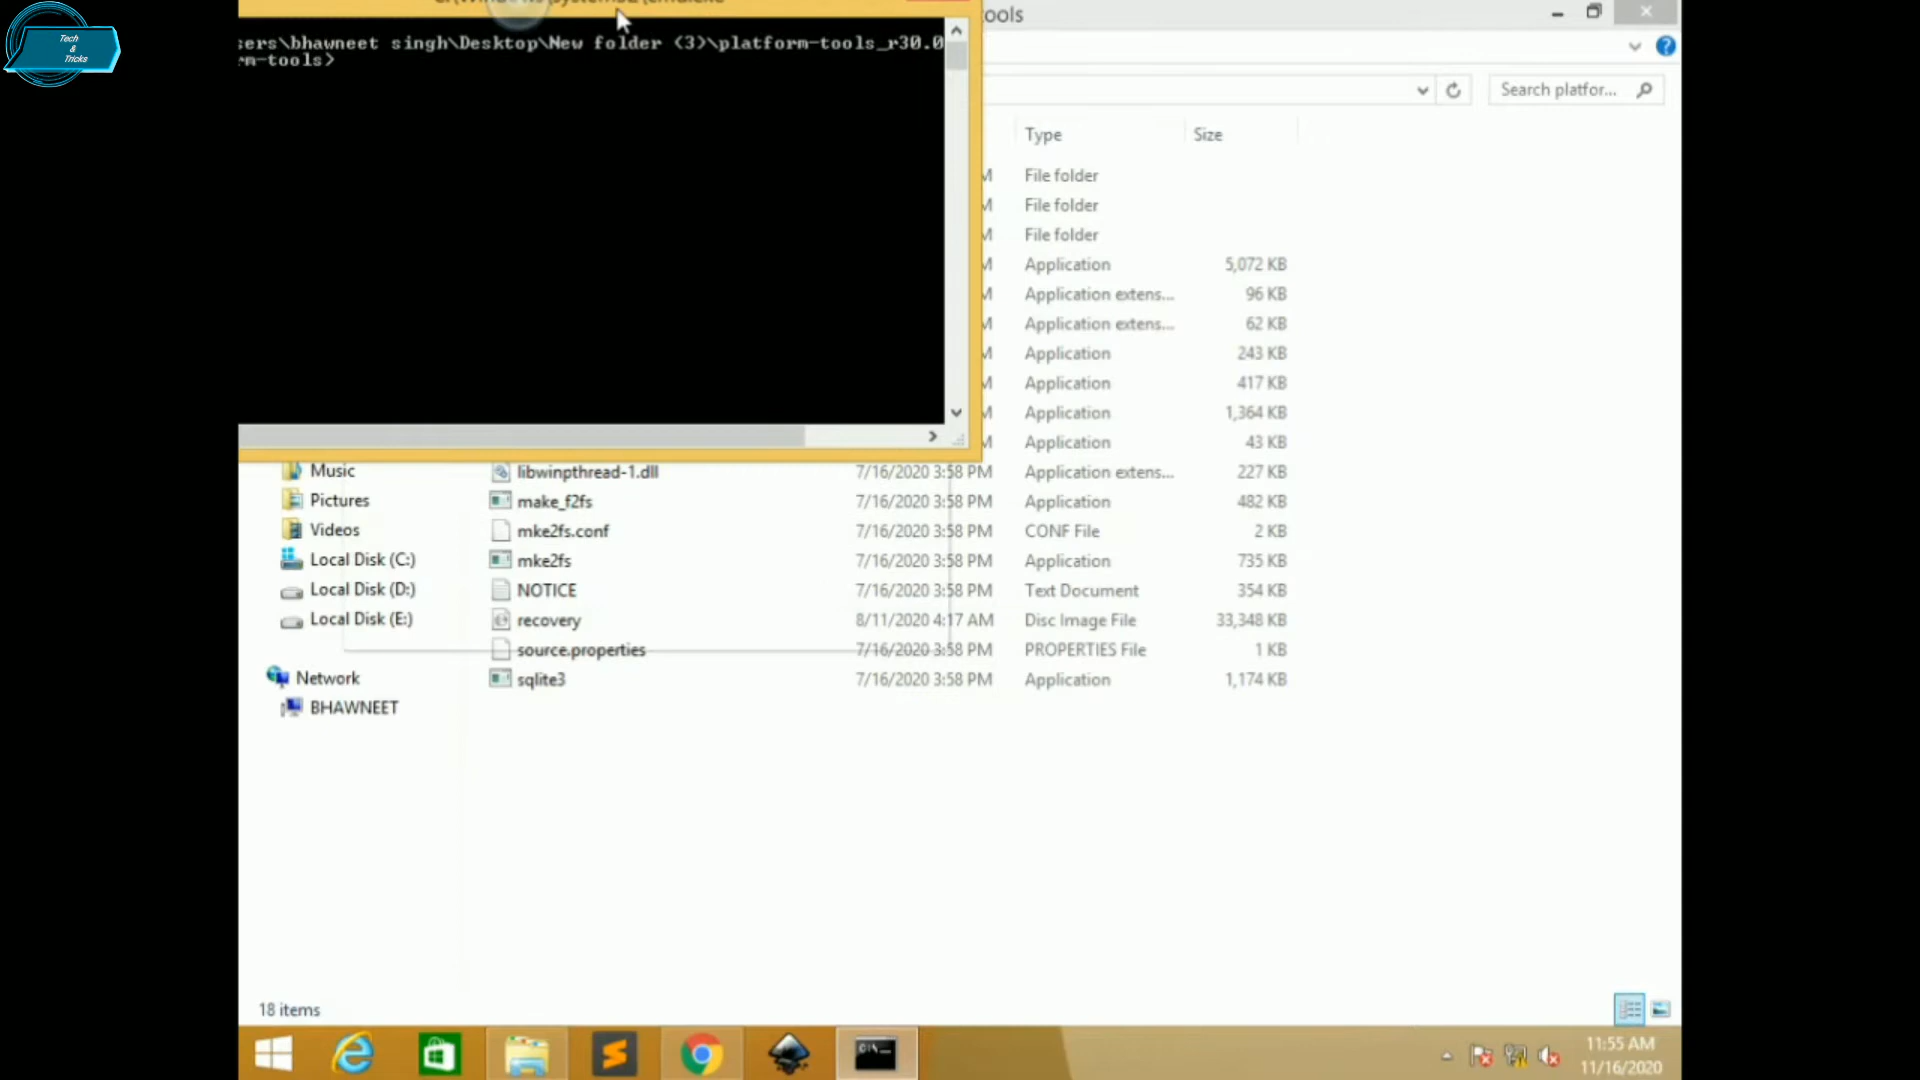 Tech
&
Tricks
ools
sers\bhawneet singh\Desktop\New folder (3)\platform-tools_r30.0
rm-tools>
Search platfor...
Type Size
M File folder
M File folder
M File folder
M Application 5,072 KB
M Application extens... 96 KB
M Application extens... 62 KB
M Application 243 KB
M Application 417 KB
M Application 1,364 KB
M Application 43 KB
Music libwinpthread-1.dll 7/16/2020 3:58 PM Application extens... 227 KB
Pictures make_f2fs 7/16/2020 3:58 PM Application 482 KB
Videos mke2fs.conf 7/16/2020 3:58 PM CONF File 2 KB
Local Disk (C:) mke2fs 7/16/2020 3:58 PM Application 735 KB
Local Disk (D:) NOTICE 7/16/2020 3:58 PM Text Document 354 KB
Local Disk (E:) recovery 8/11/2020 4:17 AM Disc Image File 33,348 KB
source.properties 7/16/2020 3:58 PM PROPERTIES File 1 KB
Network sqlite3 7/16/2020 3:58 PM Application 1,174 KB
BHAWNEET
18 items
11:55 AM
11/16/2020